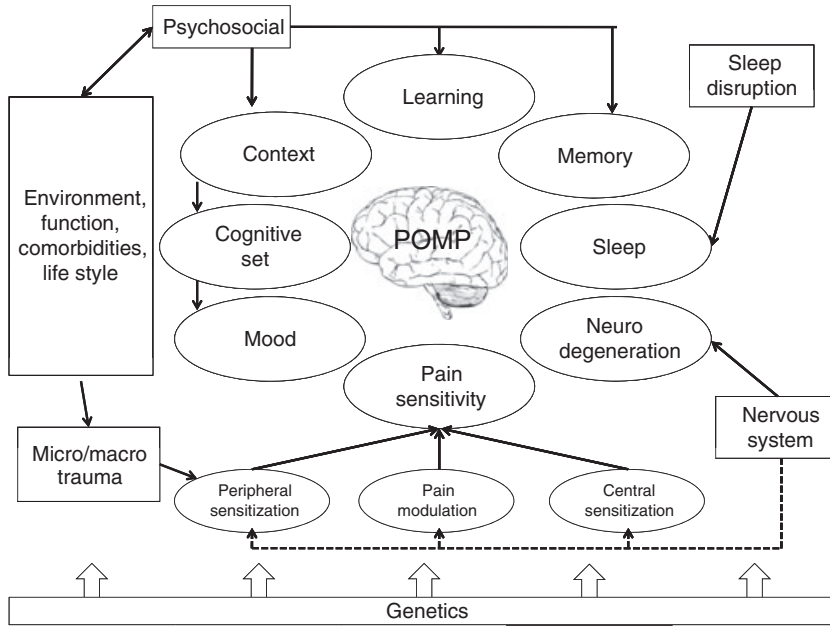 Psychosocial
Learning
Sleep
disruption
Context
Memory
Environment,
function,
comorbidities,
life style
Cognitive
set
POMP
Sleep
Mood
Neuro
degeneration
Pain
sensitivity
Nervous
system
Micro/macro
trauma
Peripheral
sensitization
Pain
modulation
Central
sensitization
Genetics